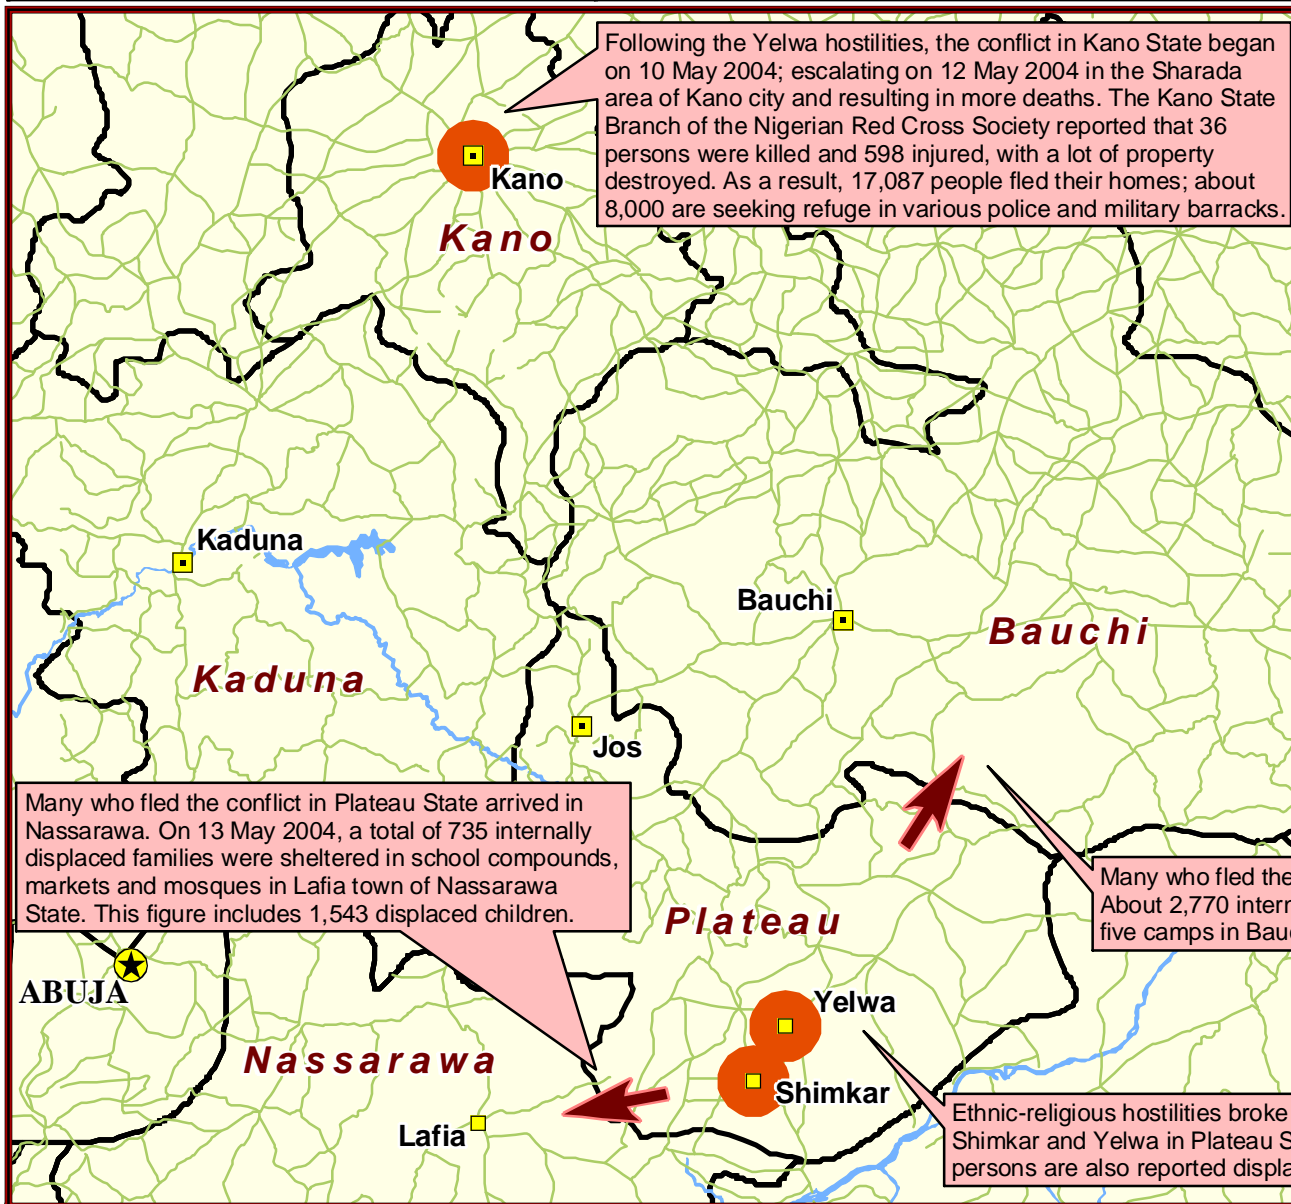 Following the Yelwa hostilities, the conflict in Kano State began
on 10 May 2004; escalating on 12 May 2004 in the Sharada
area of Kano city and resulting in more deaths. The Kano State
Branch of the Nigerian Red Cross Society reported that 36
persons were killed and 598 injured, with a lot of property
destroyed. As a result, 17,087 people fled their homes; about
8,000 are seeking refuge in various police and military barracks.
Kano
Kano
Kaduna
Bauchi
Bauchi
Kaduna
Jos
Many who fled the conflict in Plateau State arrived in
Nassarawa. On 13 May 2004, a total of 735 internally
displaced families were sheltered in school compounds,
markets and mosques in Lafia town of Nassarawa
State. This figure includes 1,543 displaced children.
Many who fled the
About 2,770 intern
five camps in Bauc
Plateau
ABUJA
Yelwa
Nassarawa
Shimkar
Lafia
Ethnic-religious hostilities broke
Shimkar and Yelwa in Plateau S
persons are also reported displa